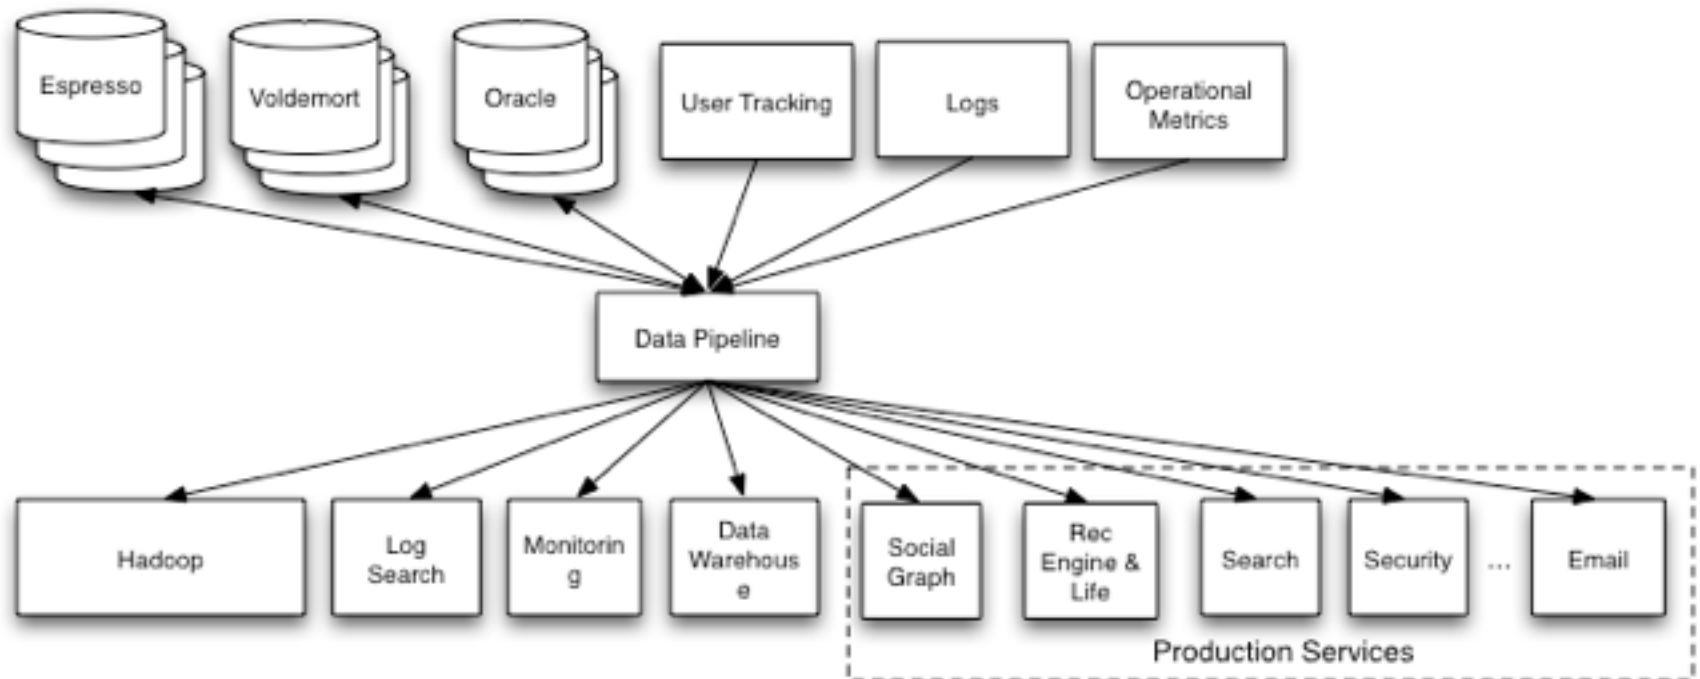 Espresso
Voldemort
Oracle
User Tracking
Logs
Operational
Metrics
Data Pipeline
Hadoop
Log
Search
Monitorin
g
Data
Warehous
e
Social
Graph
Rec
Engine &
Life
Search
Security
...
Email
Production Services